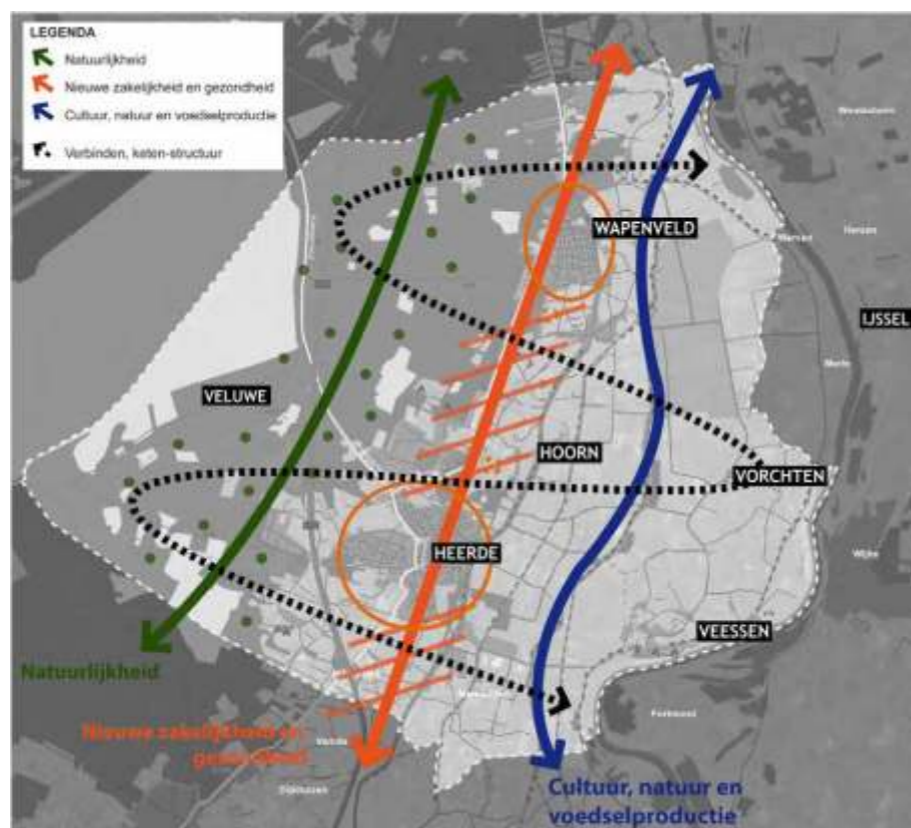 LEGENDA
Natuurlijkheid
Nieuwe zakelijkheid en gezondheid
Cultuur, natuur en voedselproductie
Verbinden, keten-structuur
WAPENVELD
IJSSEL
VELUWE
HOORN
VORCHTEN
HEERDE
Wijhe
VEESSEN
Natuurlijkheid
Nieuwe zakelijkheid en
gezondheid
Cultuur, natuur en
voedselproductie